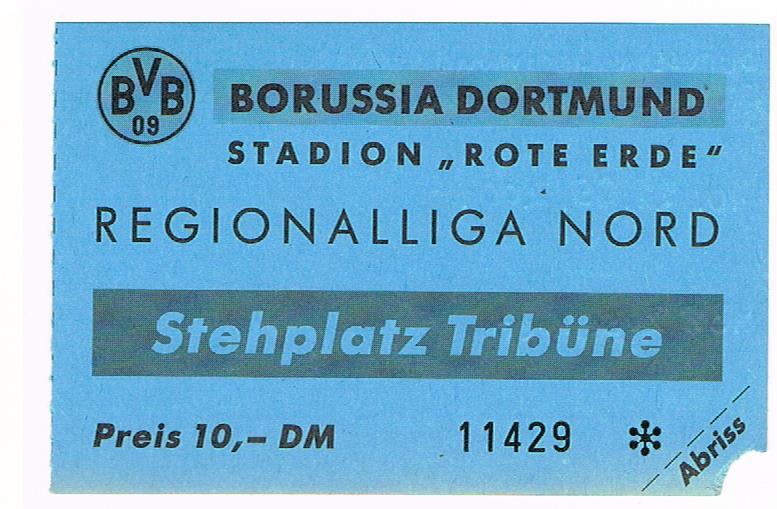 BVB
09
BORUSSIA DORTMUND
STADION „ROTE ERDE“
REGIONALLIGA NORD
Stehplatz Tribüne
Preis 10,– DM 11429
Abriss